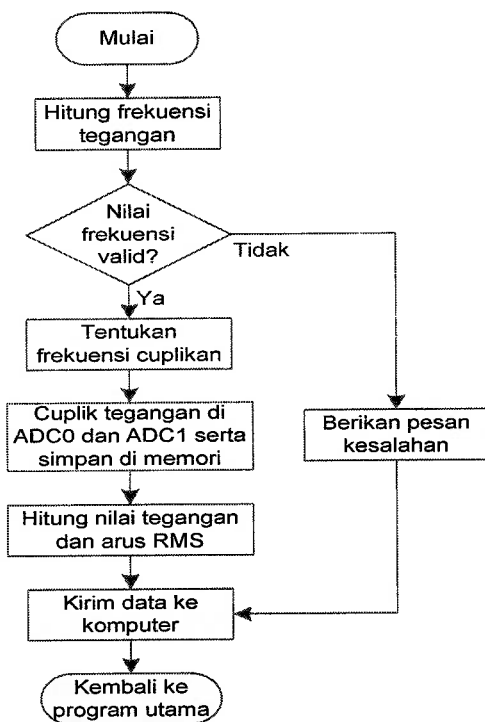 Mulai
Hitung frekuensi
tegangan
Nilai
frekuensi
valid?
Tidak
Ya
Tentukan
frekuensi cuplikan
Cuplik tegangan di
ADC0 dan ADC1 serta
simpan di memori
Berikan pesan
kesalahan
Hitung nilai tegangan
dan arus RMS
Kirim data ke
komputer
Kembali ke
program utama